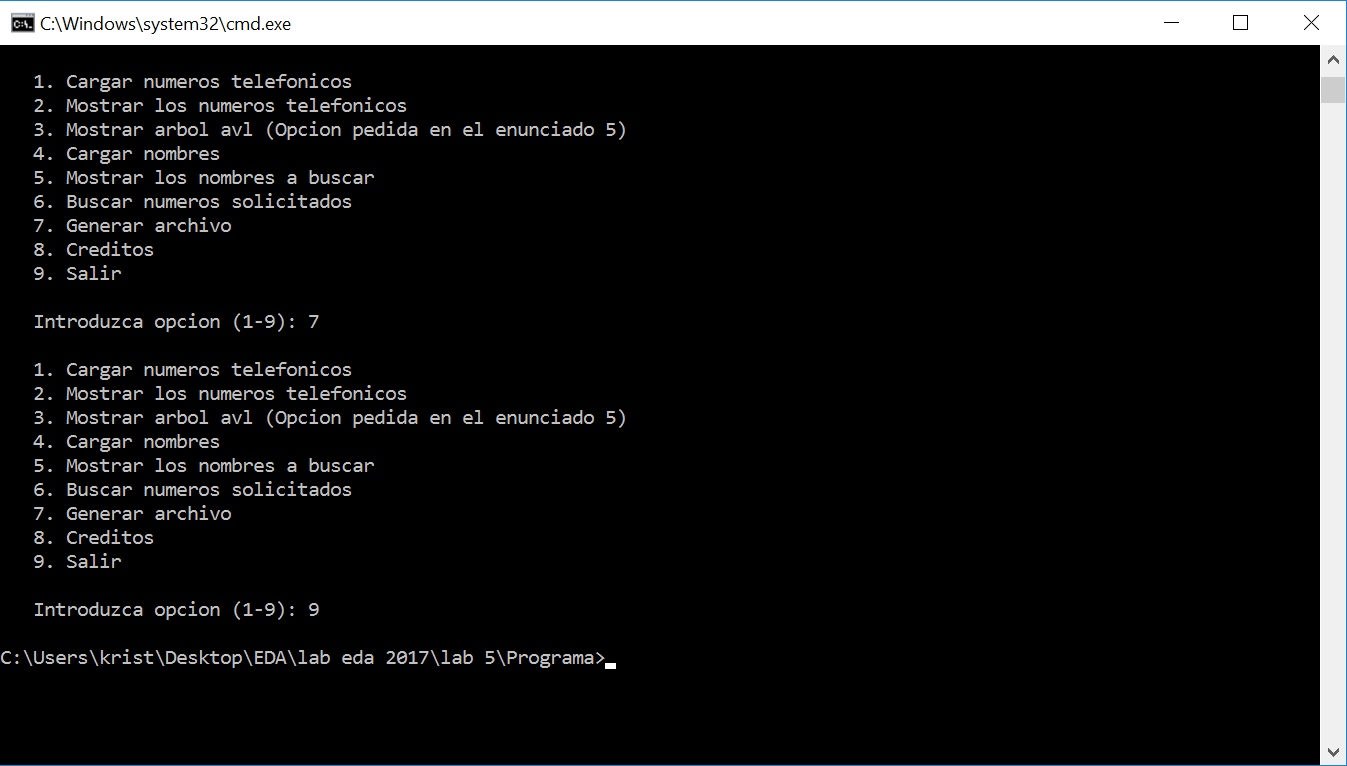 C:\Windows\system32\cmd.exe
1. Cargar numeros telefonicos
2. Mostrar los numeros telefonicos
3. Mostrar arbol avl (Opcion pedida en el enunciado 5)
4. Cargar nombres
5. Mostrar los nombres a buscar
6. Buscar numeros solicitados
7. Generar archivo
8. Creditos
9. Salir
Introduzca opcion (1-9): 7
1. Cargar numeros telefonicos
2. Mostrar los numeros telefonicos
3. Mostrar arbol avl (Opcion pedida en el enunciado 5)
4. Cargar nombres
5. Mostrar los nombres a buscar
6. Buscar numeros solicitados
7. Generar archivo
8. Creditos
9. Salir
Introduzca opcion (1-9): 9
C:\Users\krist\Desktop\EDA\lab eda 2017\lab 5\Programa>